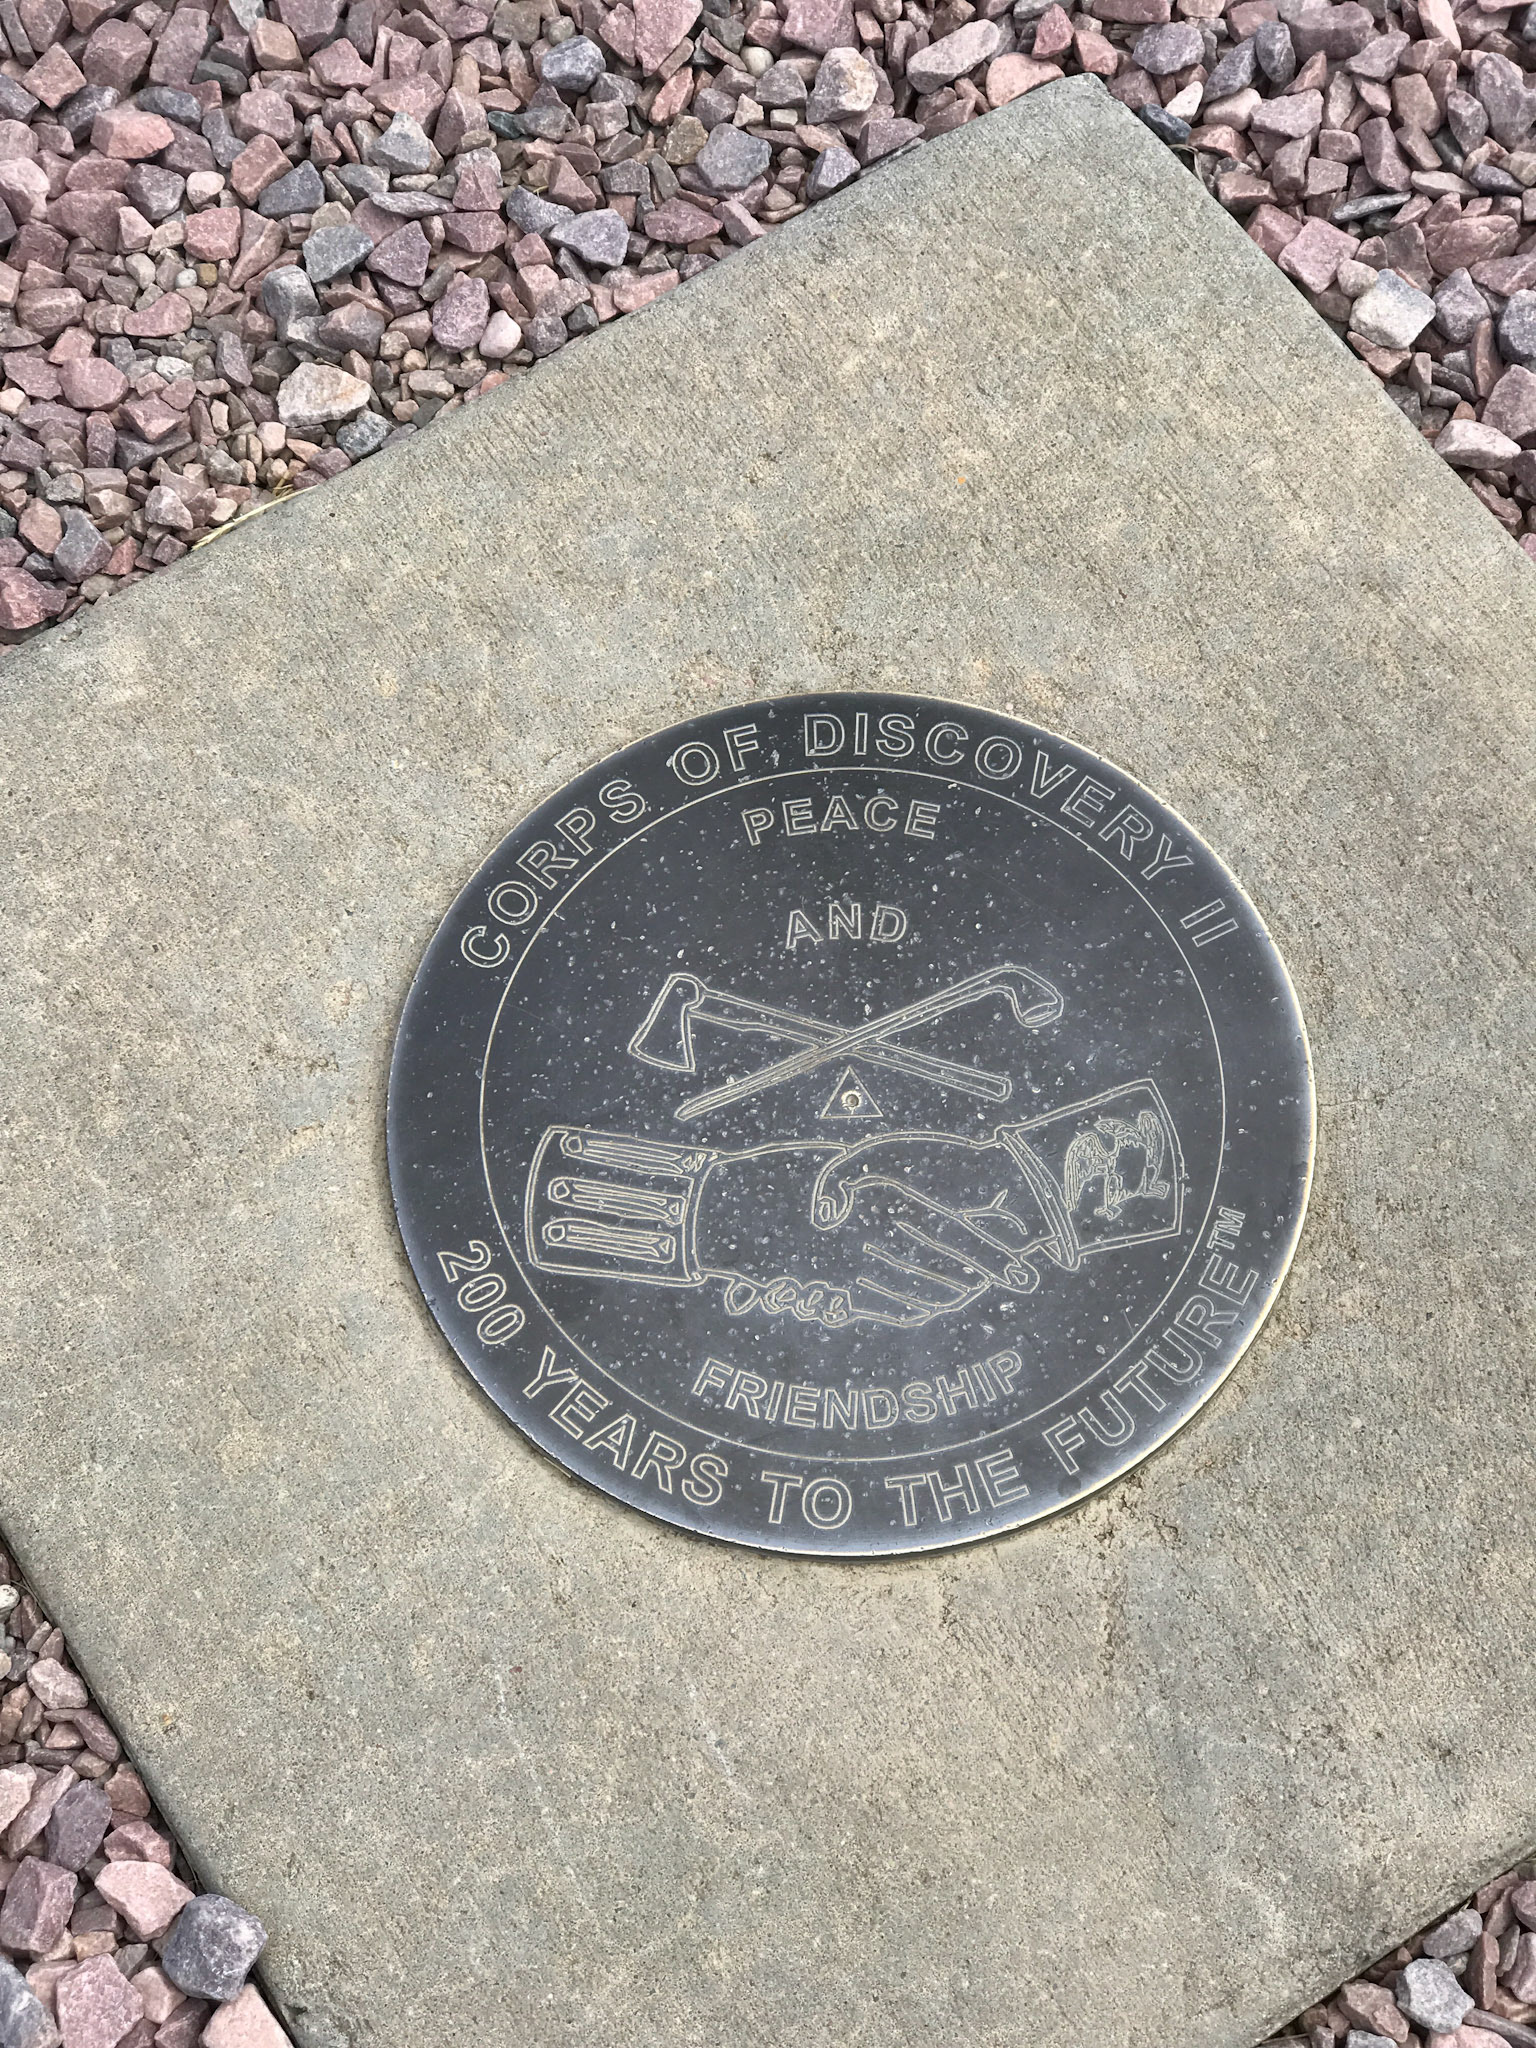 CORPS OF DISCOVERY II
PEACE
AND
FRIENDSHIP
200 YEARS TO THE FUTURE™